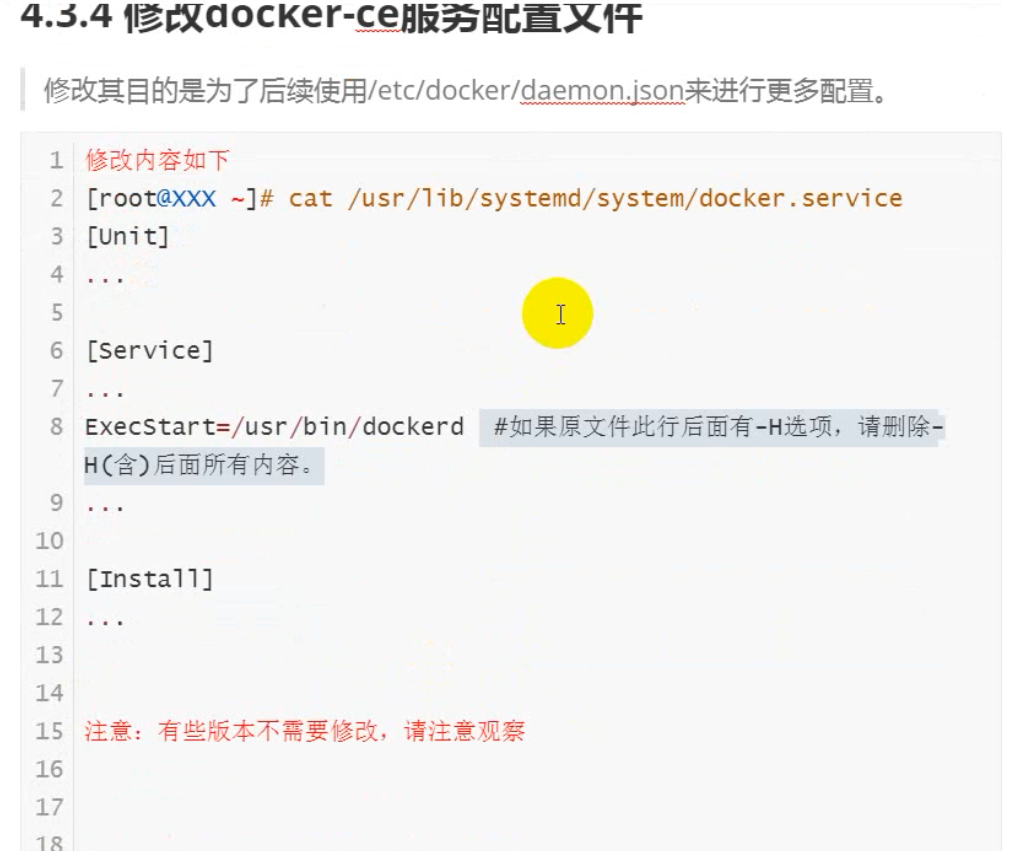 4.3.4 修改docker-ce服务配置文件
修改其目的是为了后续使用/etc/docker/daemon.json来进行更多配置。
1 修改内容如下
2 [root@XXX ~]# cat /usr/lib/systemd/system/docker.service
3 [Unit]
4 ...
5
6 [Service]
7 ...
8 ExecStart=/usr/bin/dockerd #如果原文件此行后面有-H选项，请删除-
H(含)后面所有内容。
9 ...
10
11 [Install]
12 ...
13
14
15 注意：有些版本不需要修改，请注意观察
16
17
18